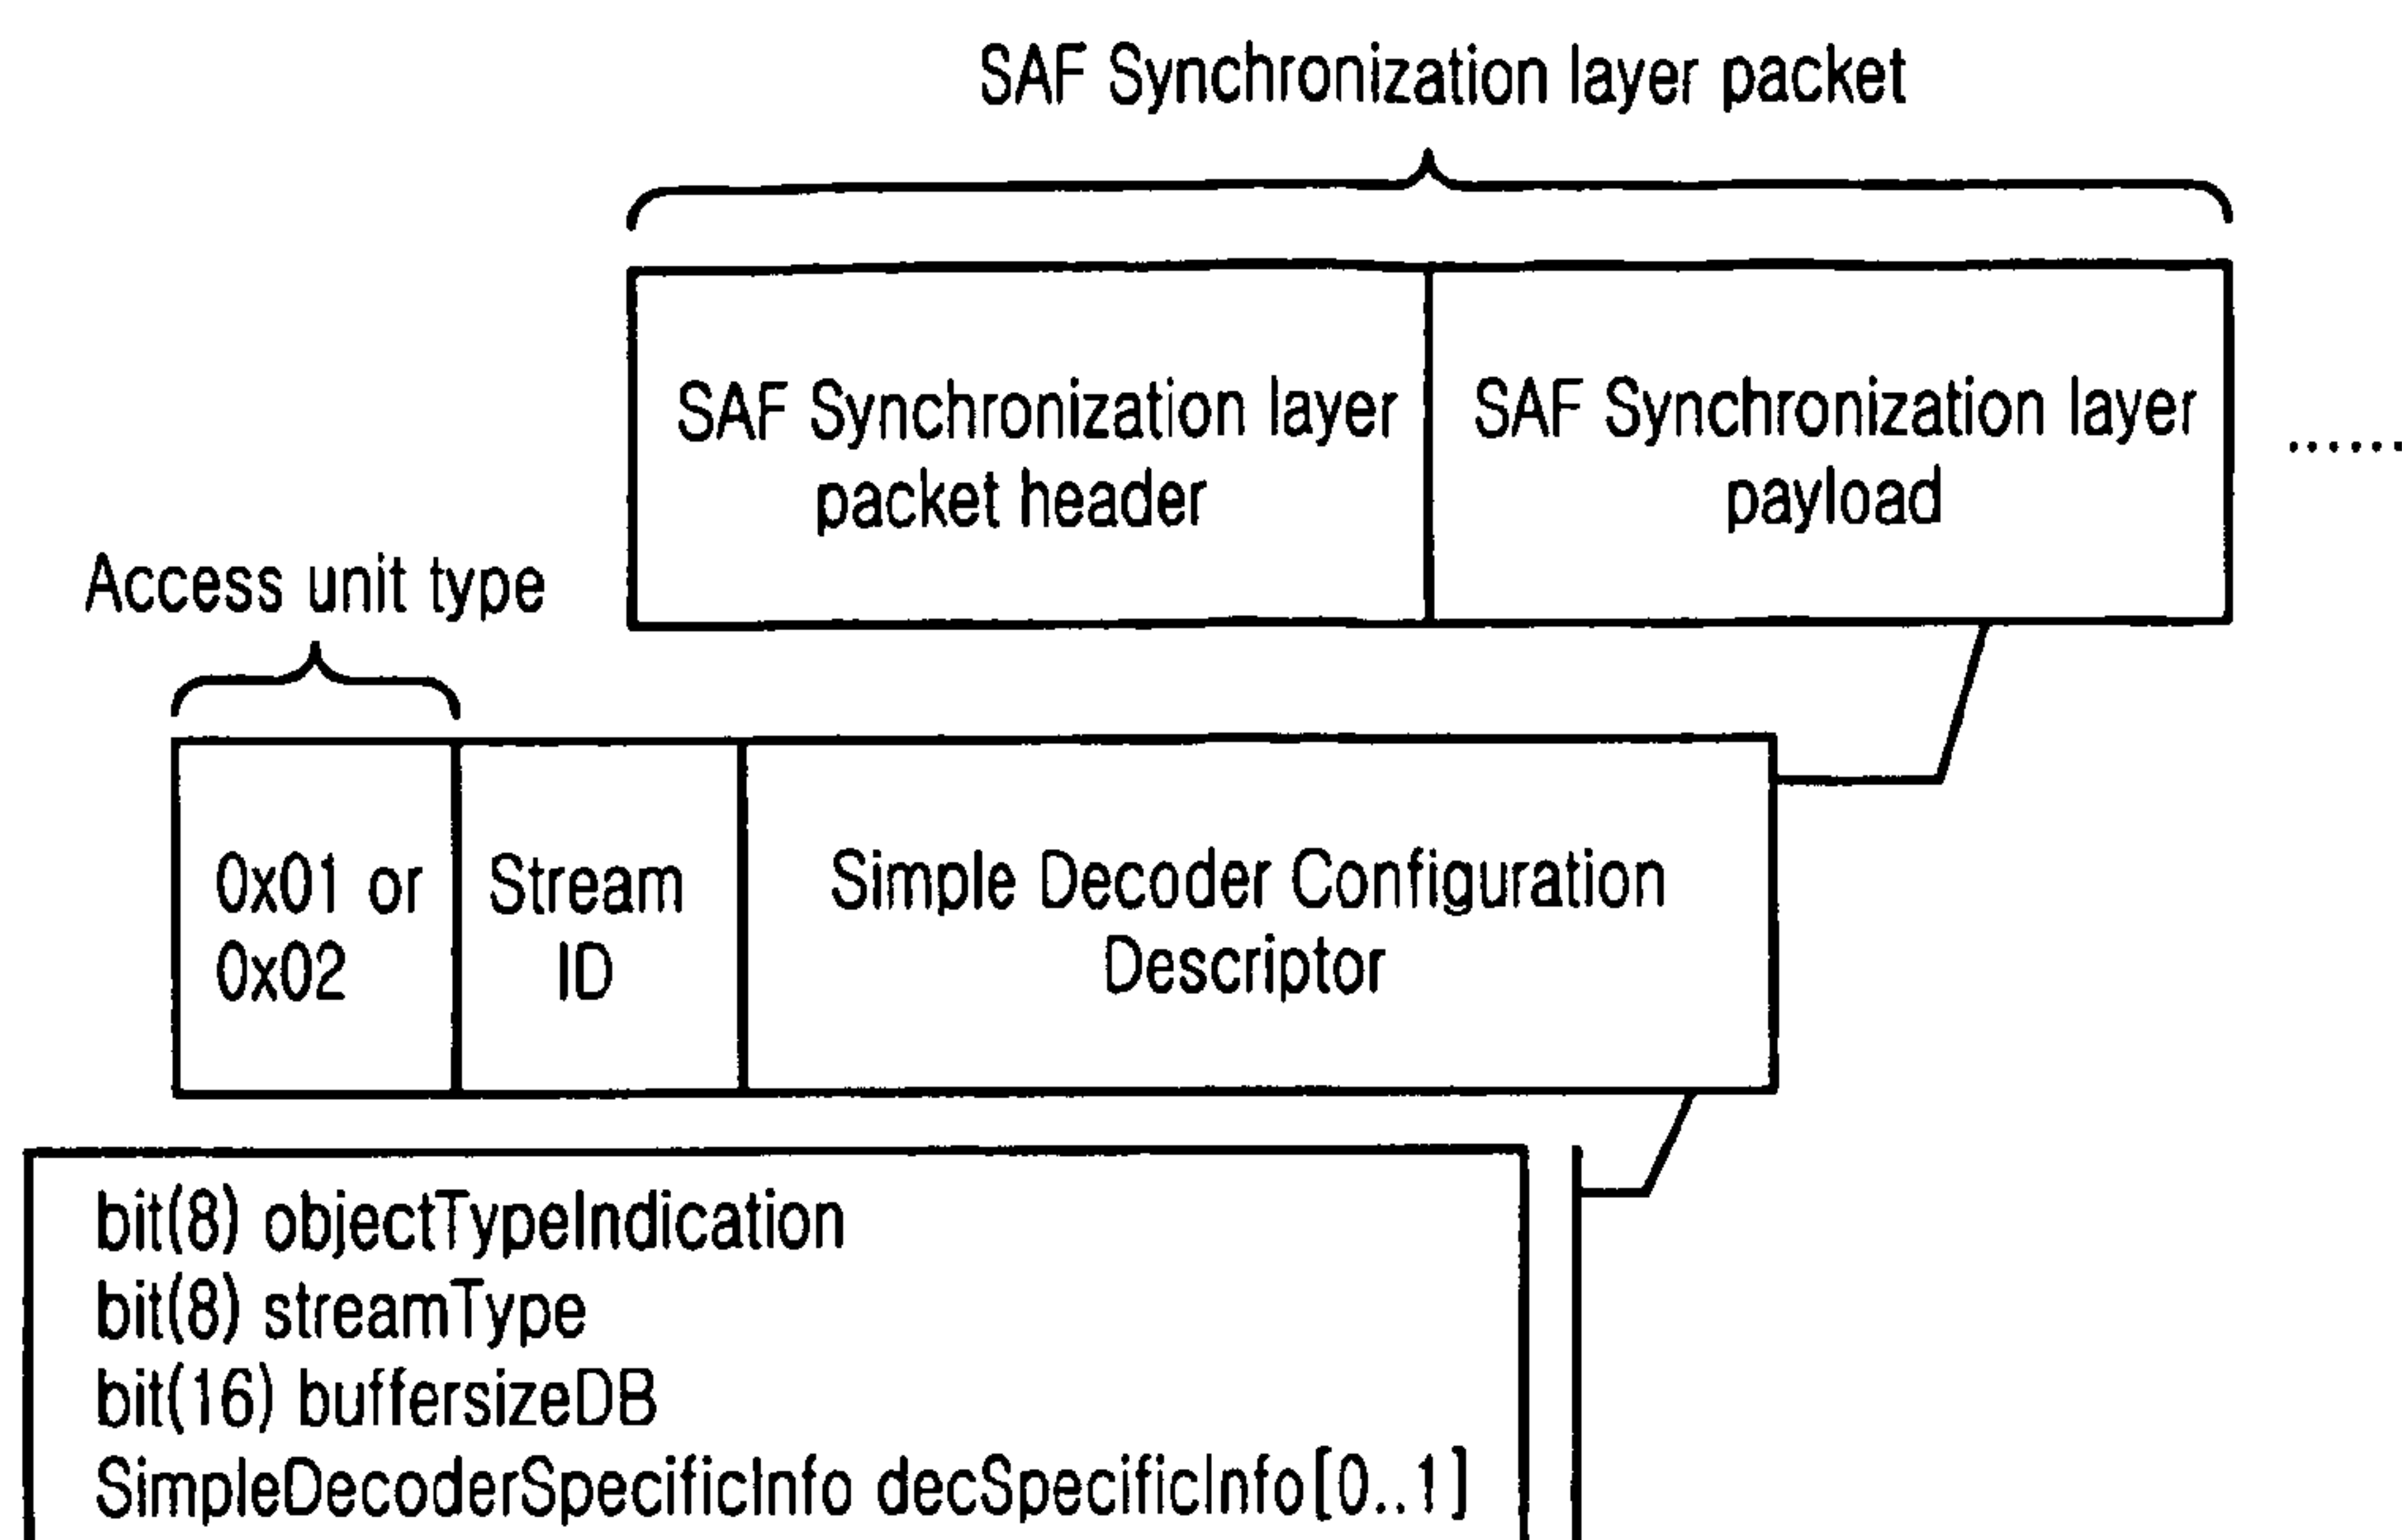 SAF Synchronization layer packet
SAF Synchronization layer
packet header
SAF Synchronization layer
payload
......
Access unit type
0x01 or
0x02
Stream
ID
Simple Decoder Configuration
Descriptor
bit(8) objectTypeIndication
bit(8) streamType
bit(16) buffersizeDB
SimpleDecoderSpecificInfo decSpecificInfo[0..1]